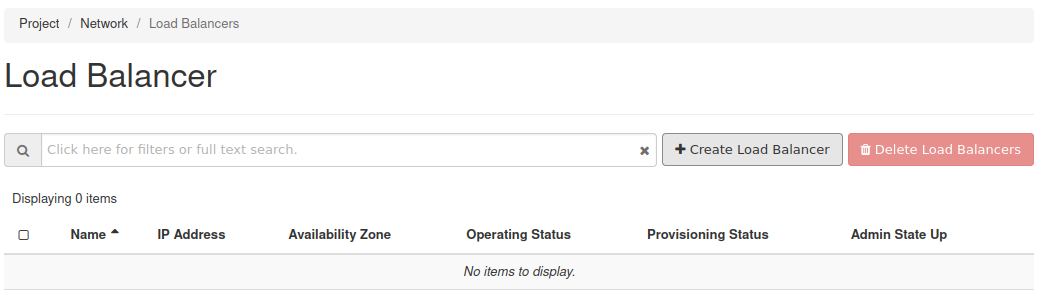 Project / Network / Load Balancers
Load Balancer
Click here for filters or full text search. Create Load Balancer Delete Load Balancers
Displaying 0 items
Name IP Address Availability Zone Operating Status Provisioning Status Admin State Up
No items to display.